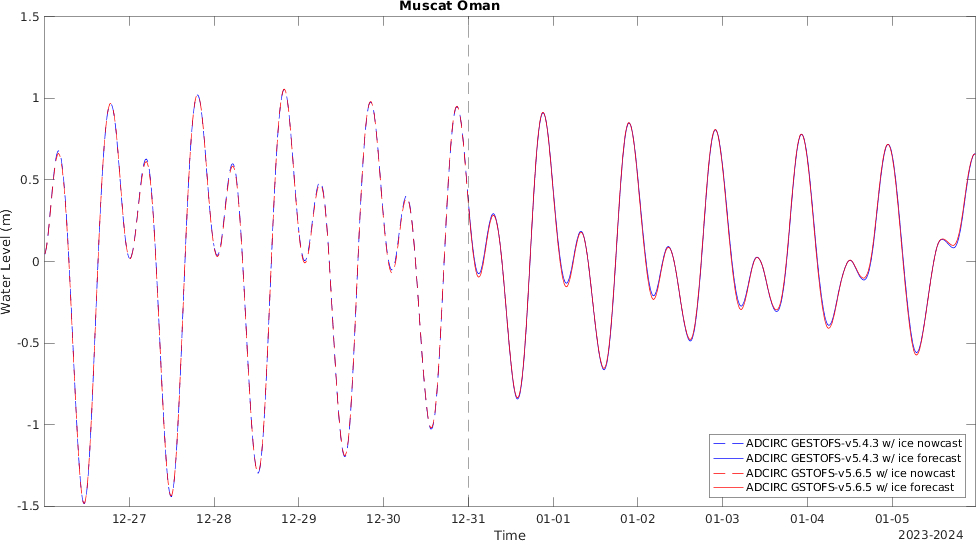 Muscat Oman
1.5
1
0.5
0
-0.5
-1
-1.5
Water Level (m)
12-27 12-28 12-29 12-30 12-31 01-01 01-02 01-03 01-04 01-05
Time
2023-2024
ADCIRC GESTOFS-v5.4.3 w/ ice nowcast
ADCIRC GESTOFS-v5.4.3 w/ ice forecast
ADCIRC GSTOFS-v5.6.5 w/ ice nowcast
ADCIRC GSTOFS-v5.6.5 w/ ice forecast